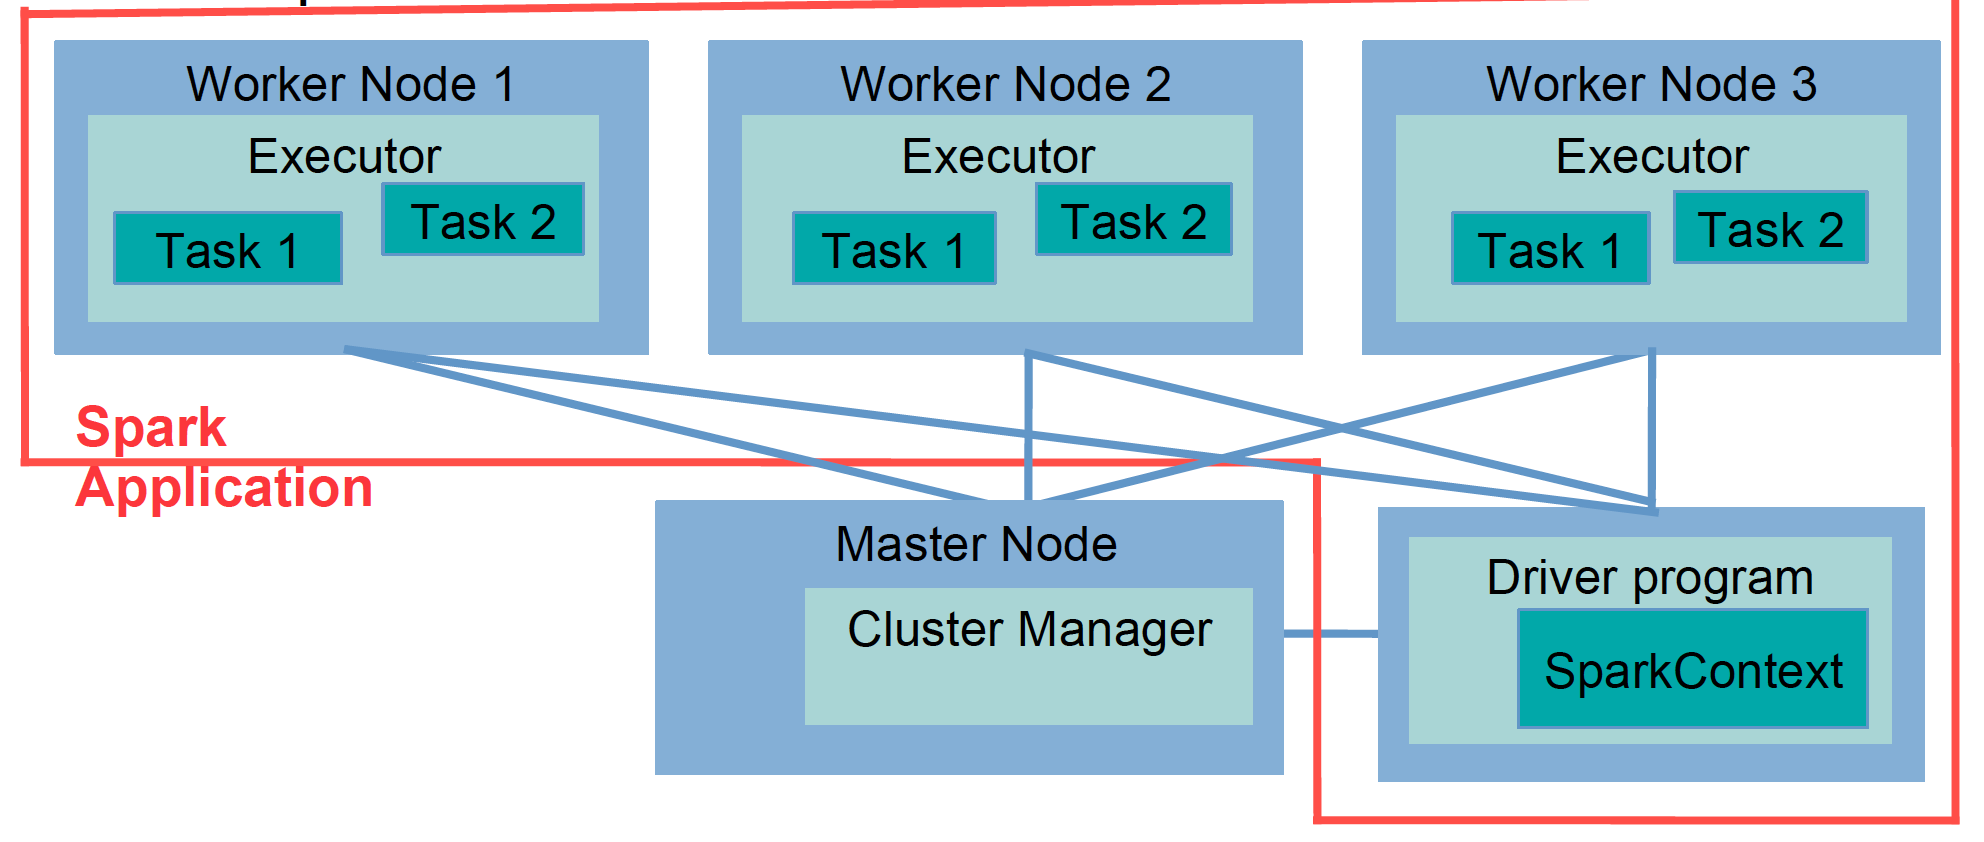 Worker Node 1
Worker Node 2
Worker Node 3
Executor
Executor
Executor
Task 1
Task 2
Task 1
Task 2
Task 1
Task 2
Spark
Application
Master Node
Cluster Manager
Driver program
SparkContext